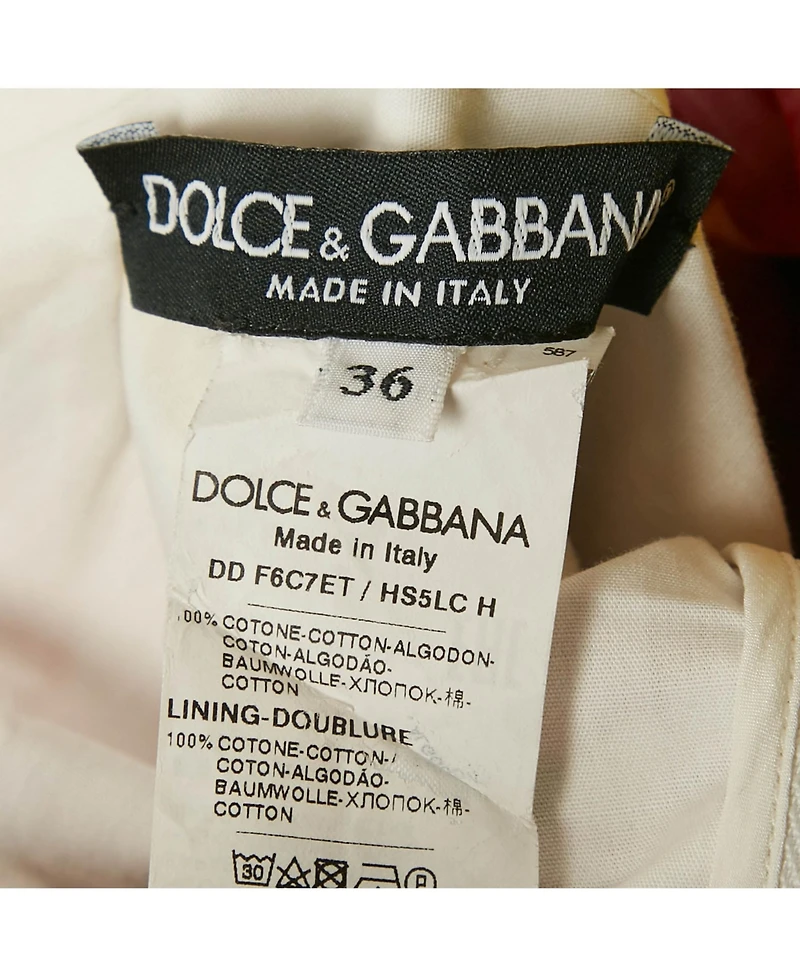 DOLCE & GABBANA®
MADE IN ITALY
36
587
DOLCE & GABBANA
Made in Italy
DD F6C7ET / HS5LC H
100% COTONE-COTTON-ALGODON-
COTON-ALGODÃO-
BAUMWOLLE-ХЛОПОК-棉-
COTTON
LINING-DOUBLURE
100% COTONE-COTTON-
COTON-ALGODÃO-
BAUMWOLLE-ХЛОПОК-棉-
COTTON
30